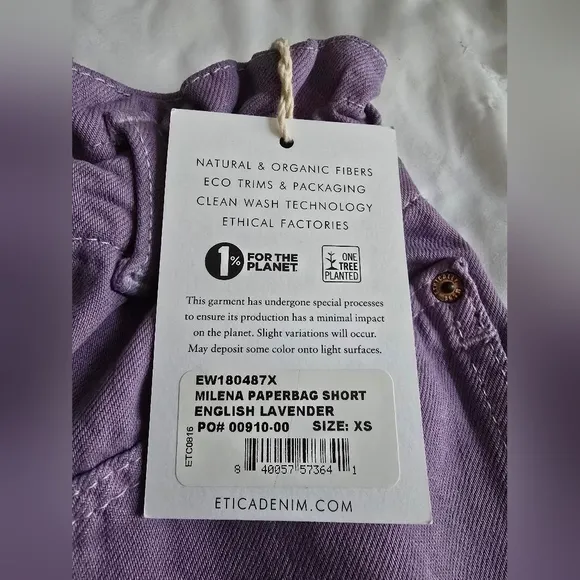 NATURAL & ORGANIC FIBERS
ECO TRIMS & PACKAGING
CLEAN WASH TECHNOLOGY
ETHICAL FACTORIES
1% FOR THE PLANET
ONE TREE PLANTED
This garment has undergone special processes
to ensure its production has a minimal impact
on the planet. Slight variations will occur.
May deposit some color onto light surfaces.
EW180487X
MILENA PAPERBAG SHORT
ENGLISH LAVENDER
PO# 00910-00 SIZE: XS
ETC0816
8 40057 57364 1
ETICADENIM.COM